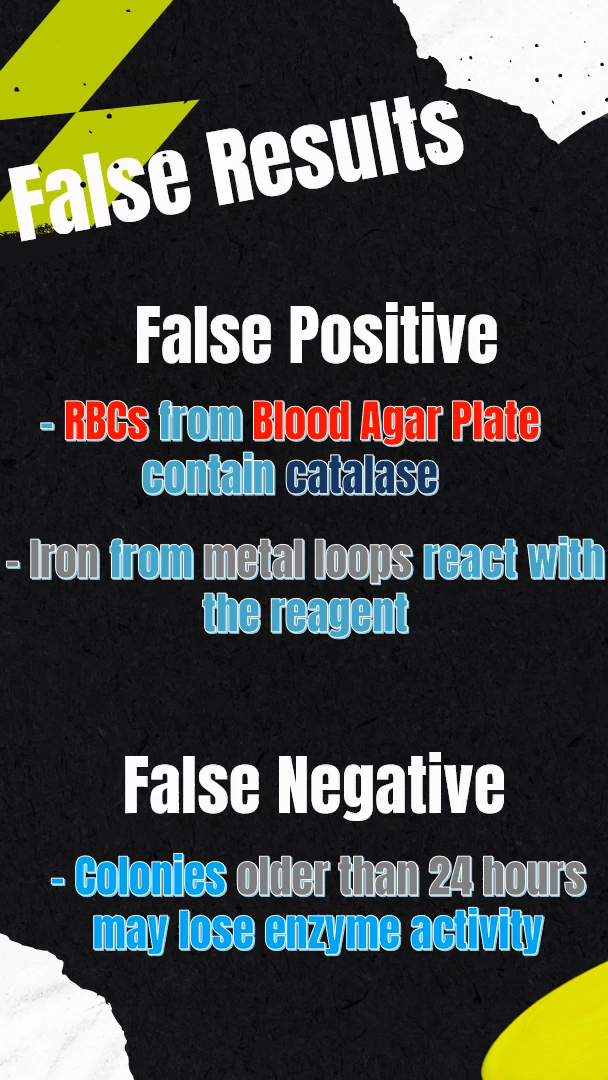 False Results
False Positive
- RBCs from Blood Agar Plate
contain catalase
- Iron from metal loops react with
the reagent
False Negative
- Colonies older than 24 hours
may lose enzyme activity